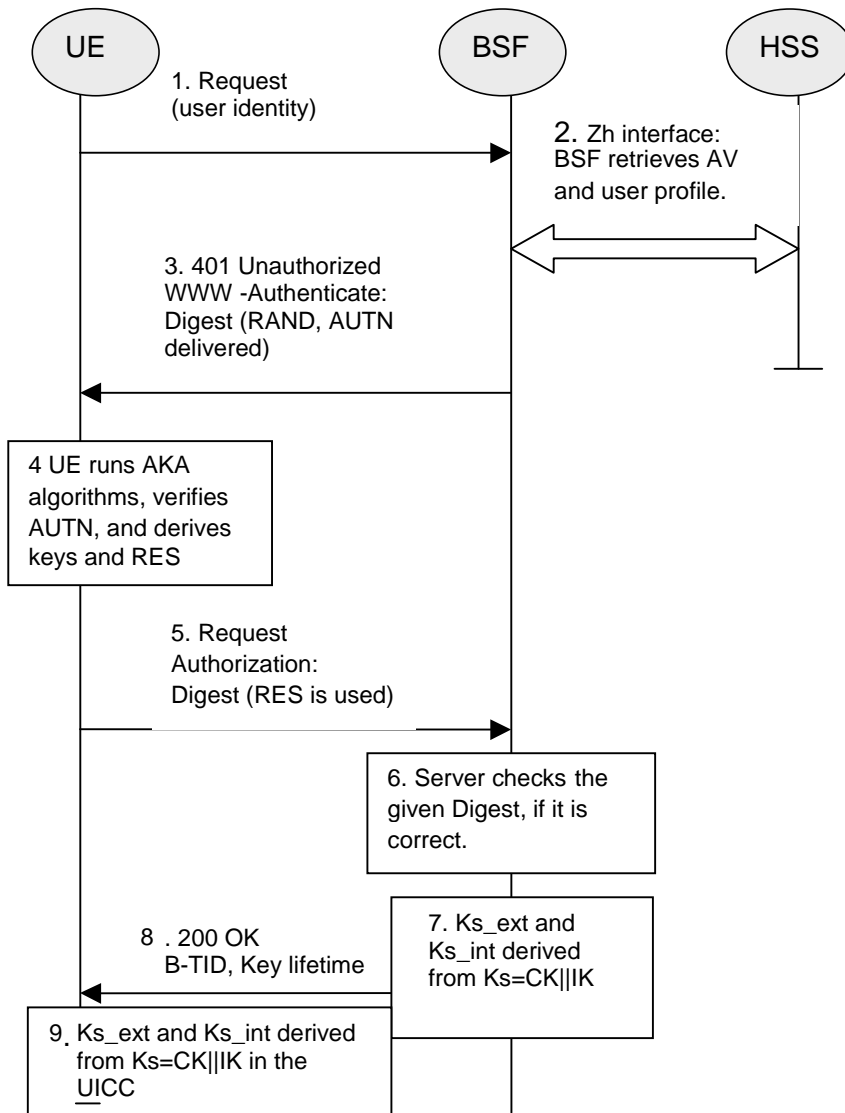 UE
BSF
HSS
1. Request
(user identity)
2. Zh interface:
BSF retrieves AV
and user profile.
3. 401 Unauthorized
WWW -Authenticate:
Digest (RAND, AUTN
delivered)
4 UE runs AKA
algorithms, verifies
AUTN, and derives
keys and RES
5. Request
Authorization:
Digest (RES is used)
6. Server checks the
given Digest, if it is
correct.
7. Ks_ext and
Ks_int derived
from Ks=CK||IK
8 . 200 OK
B-TID, Key lifetime
9. Ks_ext and Ks_int derived
from Ks=CK||IK in the
UICC